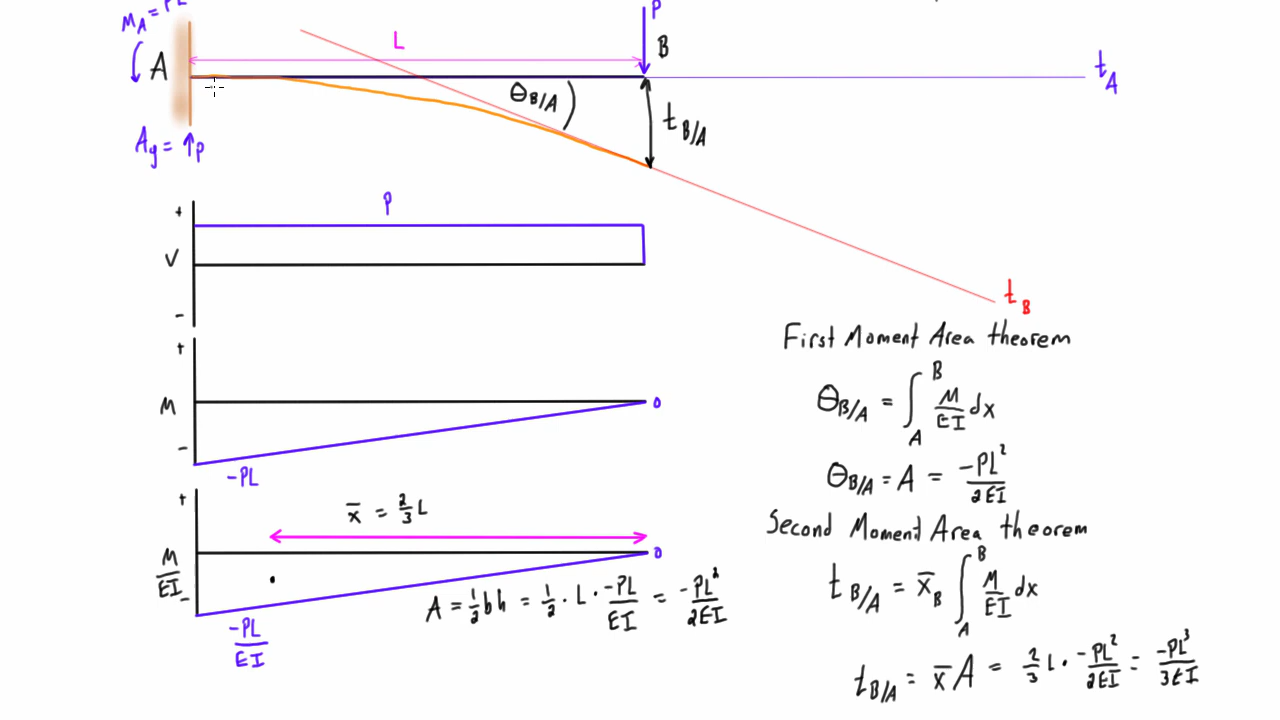 M_A = PL
P
L
B
A
t_A
θ_B/A
t_B/A
A_y = ↑P
P
+
V
-
t_B
First Moment Area theorem
+
M
-
0
-PL
θ_B/A = ∫_A^B M/EI dx
θ_B/A = A = -PL²/2EI
+
x̄ = 2/3 L
M/EI
-
0
-PL/EI
A = 1/2 bh = 1/2 · L · -PL/EI = -PL²/2EI
Second Moment Area theorem
t_B/A = x̄_B ∫_A^B M/EI dx
t_B/A = x̄ A = 2/3 L · -PL²/2EI = -PL³/3EI